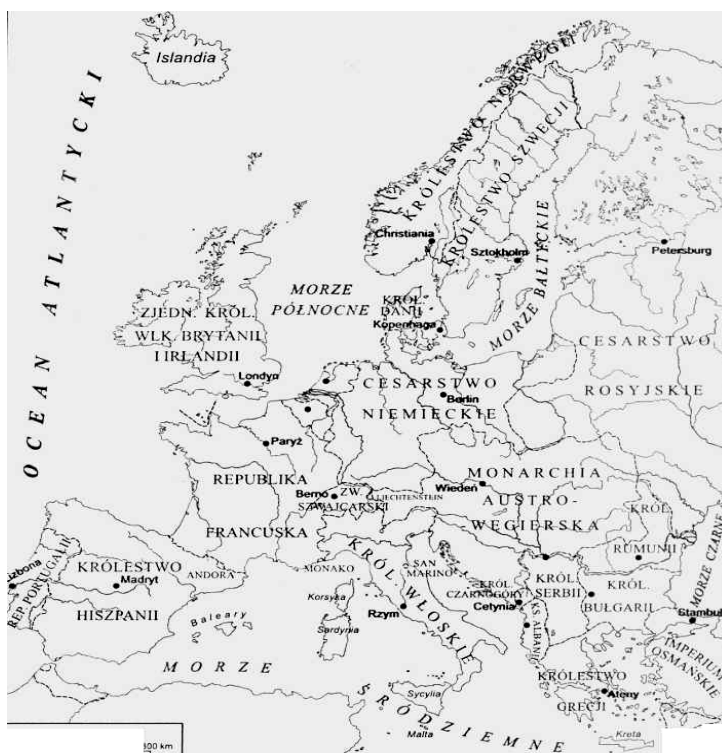 Islandia
OCEAN ATLANTYCKI
KRÓLESTWO NORWEGII
KRÓLESTWO SZWECJI
Christiania
Sztokholm
Petersburg
MORZE BAŁTECKIE
MORZE
PÓŁNOCNE
KRÓL.
DANII
Kopenhaga
ZJEDN. KRÓL.
WLK. BRYTANII
I IRLANDII
Londyn
CESARSTWO
ROSYJSKIE
CESARSTWO
NIEMIECKIE
Berlin
Paryż
REPUBLIKA
FRANCUSKA
Berno
ZW.
SZWAJCARSKI
LIECHTENSTEIN
Wiedeń
MONARCHIA
AUSTRO-
WĘGIERSKA
KRÓL.
RUMUNII
MORZE CZARNE
REP. PORTUGALII
KRÓLESTWO
Madryt
HISZPANII
ANDORA
MONAKO
SAN
MARINO
KRÓL. WŁOSKIE
Korsyka
Sardynia
Baleary
Rzym
KRÓL.
CZARNOGÓRY
Cetynia
KRÓL.
SERBII
KRÓL.
BUŁGARII
KS. ALBANII
Stambuł
IMPERIUM
OSMAŃSKIE
KRÓLESTWO
GRECJI
Ateny
MORZE ŚRÓDZIEMNE
Sycylia
Malta
Kreta